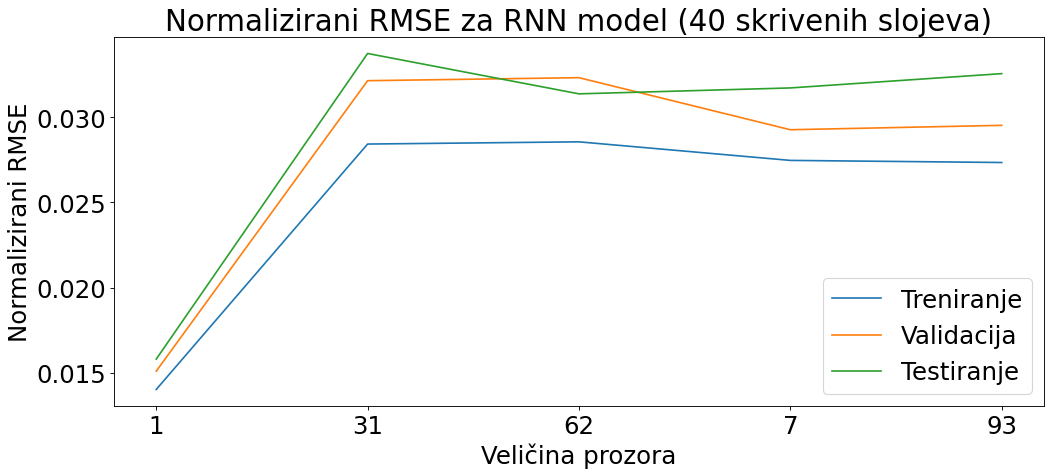 Normalizirani RMSE za RNN model (40 skrivenih slojeva)
Normalizirani RMSE
0.030
0.025
0.020
0.015
Treniranje
Validacija
Testiranje
1 31 62 7 93
Veličina prozora